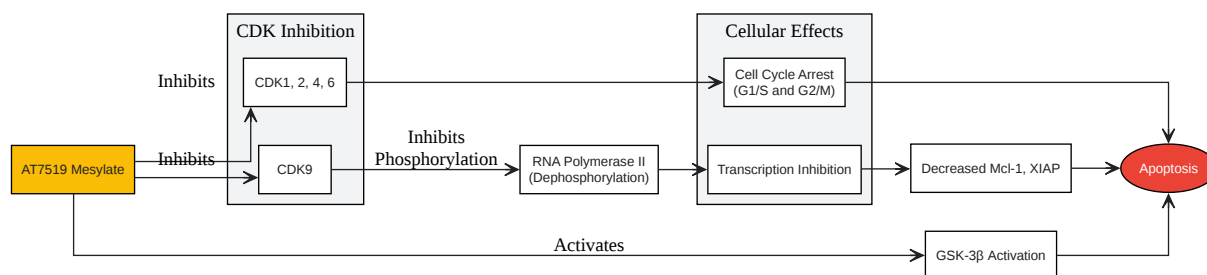 CDK Inhibition
Cellular Effects
Inhibits
CDK1, 2, 4, 6
Cell Cycle Arrest
(G1/S and G2/M)
AT7519 Mesylate
Inhibits
CDK9
Inhibits
Phosphorylation
RNA Polymerase II
(Dephosphorylation)
Transcription Inhibition
Decreased Mcl-1, XIAP
Apoptosis
Activates
GSK-3β Activation